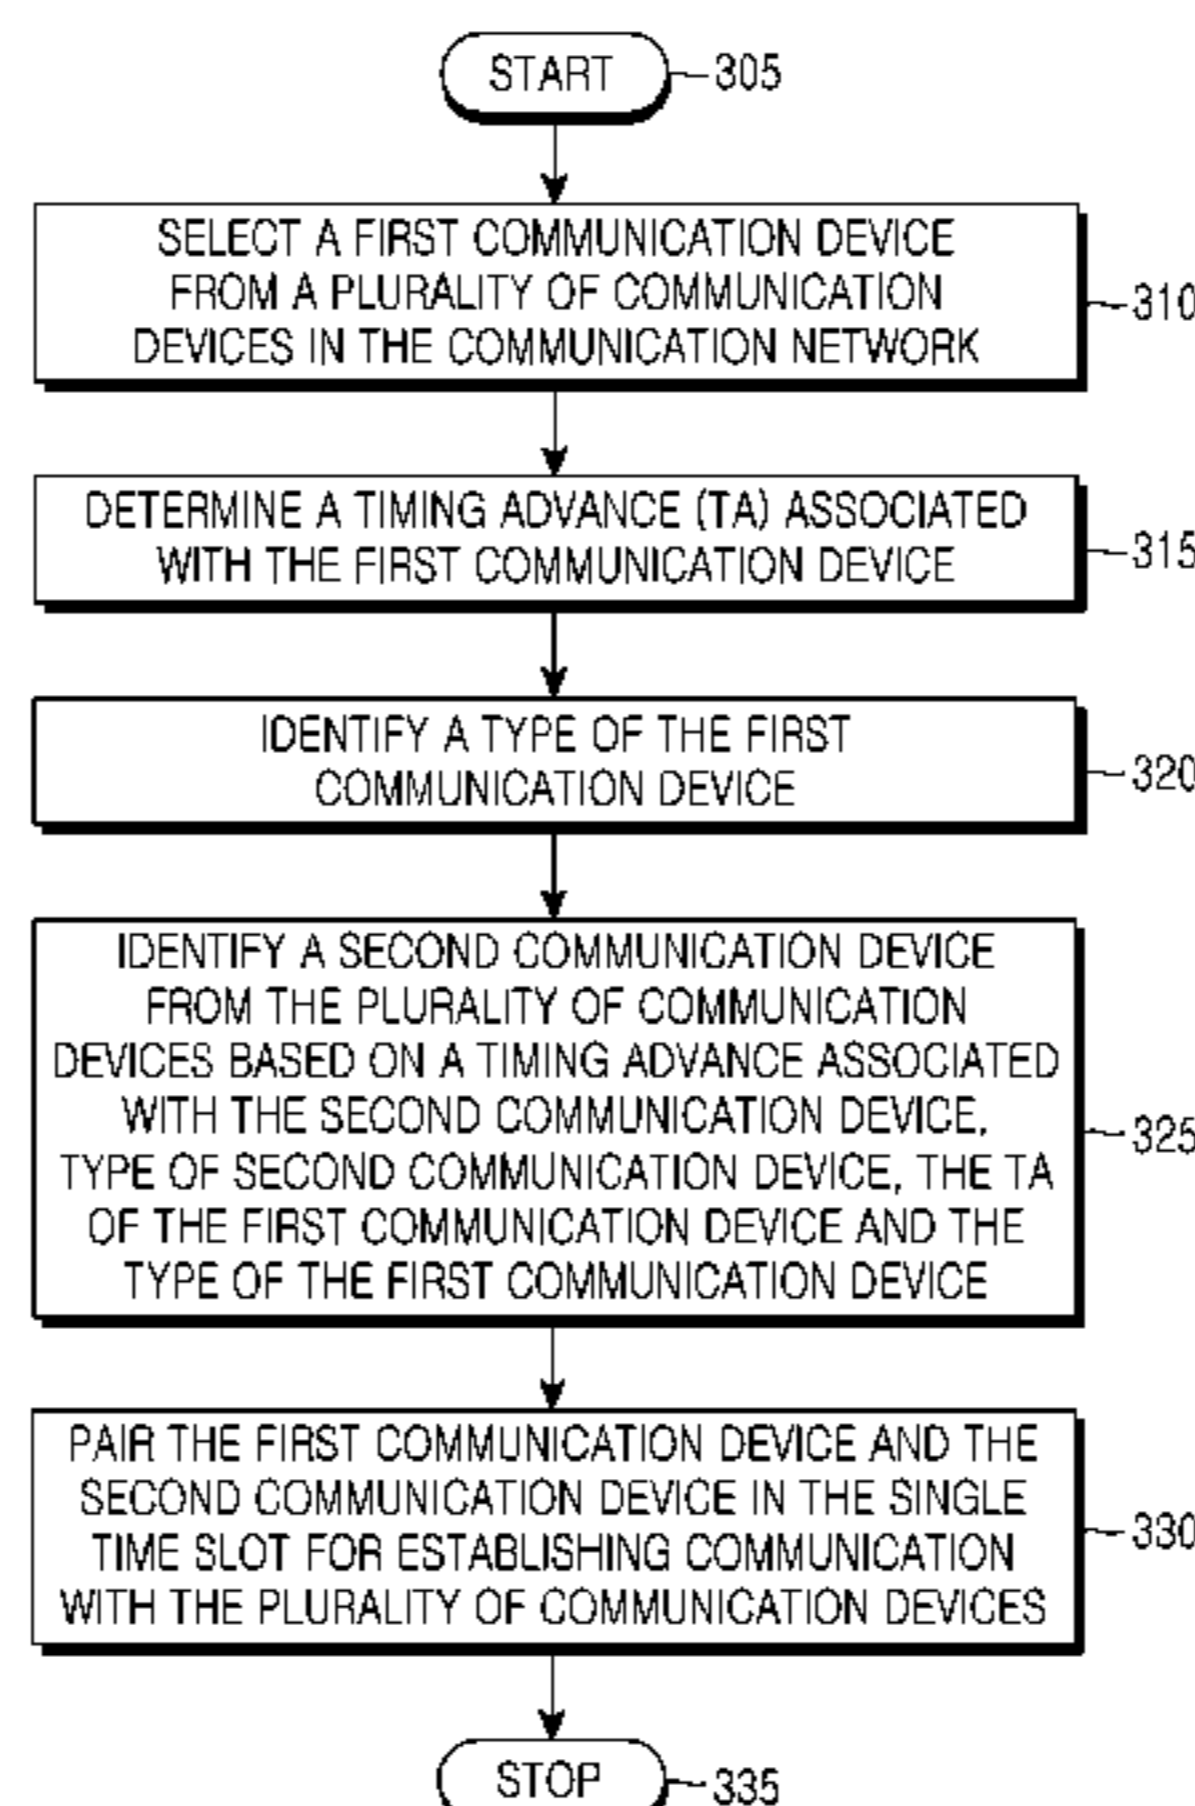 START
305
SELECT A FIRST COMMUNICATION DEVICE
FROM A PLURALITY OF COMMUNICATION
DEVICES IN THE COMMUNICATION NETWORK
310
DETERMINE A TIMING ADVANCE (TA) ASSOCIATED
WITH THE FIRST COMMUNICATION DEVICE
315
IDENTIFY A TYPE OF THE FIRST
COMMUNICATION DEVICE
320
IDENTIFY A SECOND COMMUNICATION DEVICE
FROM THE PLURALITY OF COMMUNICATION
DEVICES BASED ON A TIMING ADVANCE ASSOCIATED
WITH THE SECOND COMMUNICATION DEVICE,
TYPE OF SECOND COMMUNICATION DEVICE, THE TA
OF THE FIRST COMMUNICATION DEVICE AND THE
TYPE OF THE FIRST COMMUNICATION DEVICE
325
PAIR THE FIRST COMMUNICATION DEVICE AND THE
SECOND COMMUNICATION DEVICE IN THE SINGLE
TIME SLOT FOR ESTABLISHING COMMUNICATION
WITH THE PLURALITY OF COMMUNICATION DEVICES
330
STOP
335